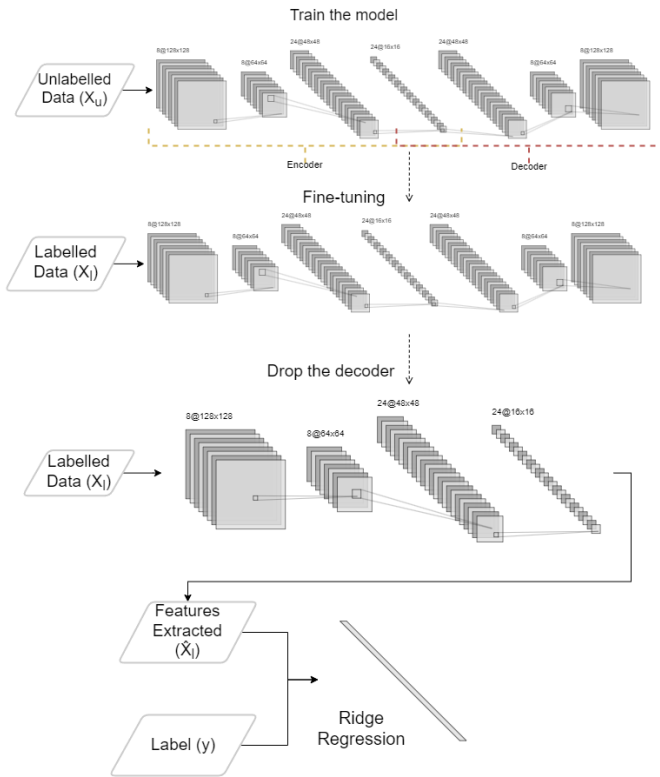 Train the model
8@128x128
8@64x64
24@48x48
24@16x16
24@48x48
8@64x64
8@128x128
Unlabelled
Data (Xu)
Encoder
Decoder
Fine-tuning
8@128x128
8@64x64
24@48x48
24@16x16
24@48x48
8@64x64
8@128x128
Labelled
Data (Xl)
Drop the decoder
8@128x128
8@64x64
24@48x48
24@16x16
Labelled
Data (Xl)
Features
Extracted
(X̂l)
Label (y)
Ridge
Regression